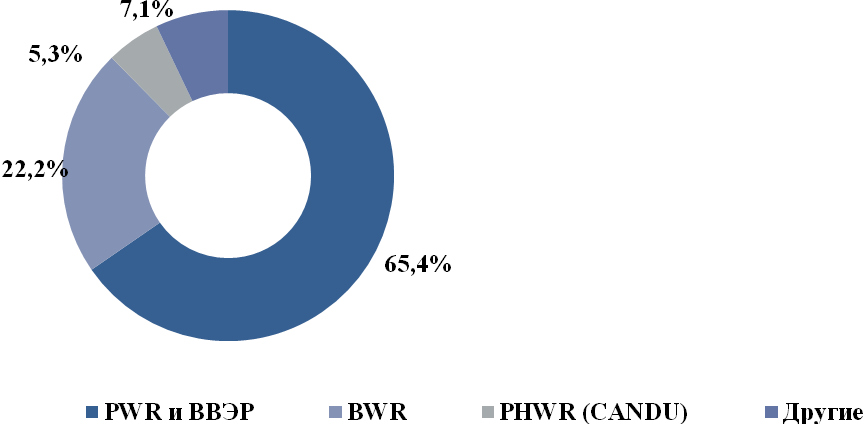 7,1%
5,3%
22,2%
65,4%
PWR и ВВЭР BWR PHWR (CANDU) Другие